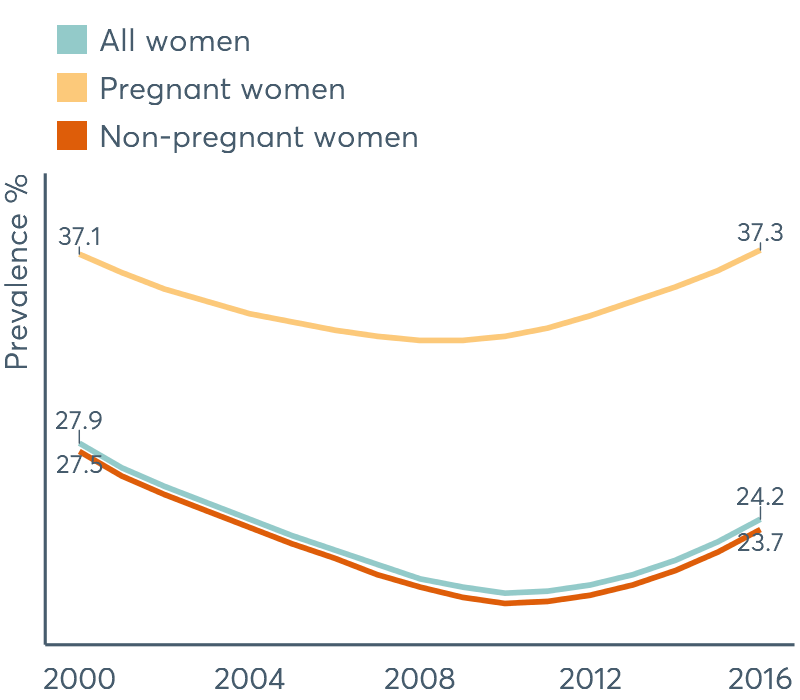 All women
Pregnant women
Non-pregnant women
Prevalence %
37.1
37.3
27.9
27.5
24.2
23.7
2000 2004 2008 2012 2016